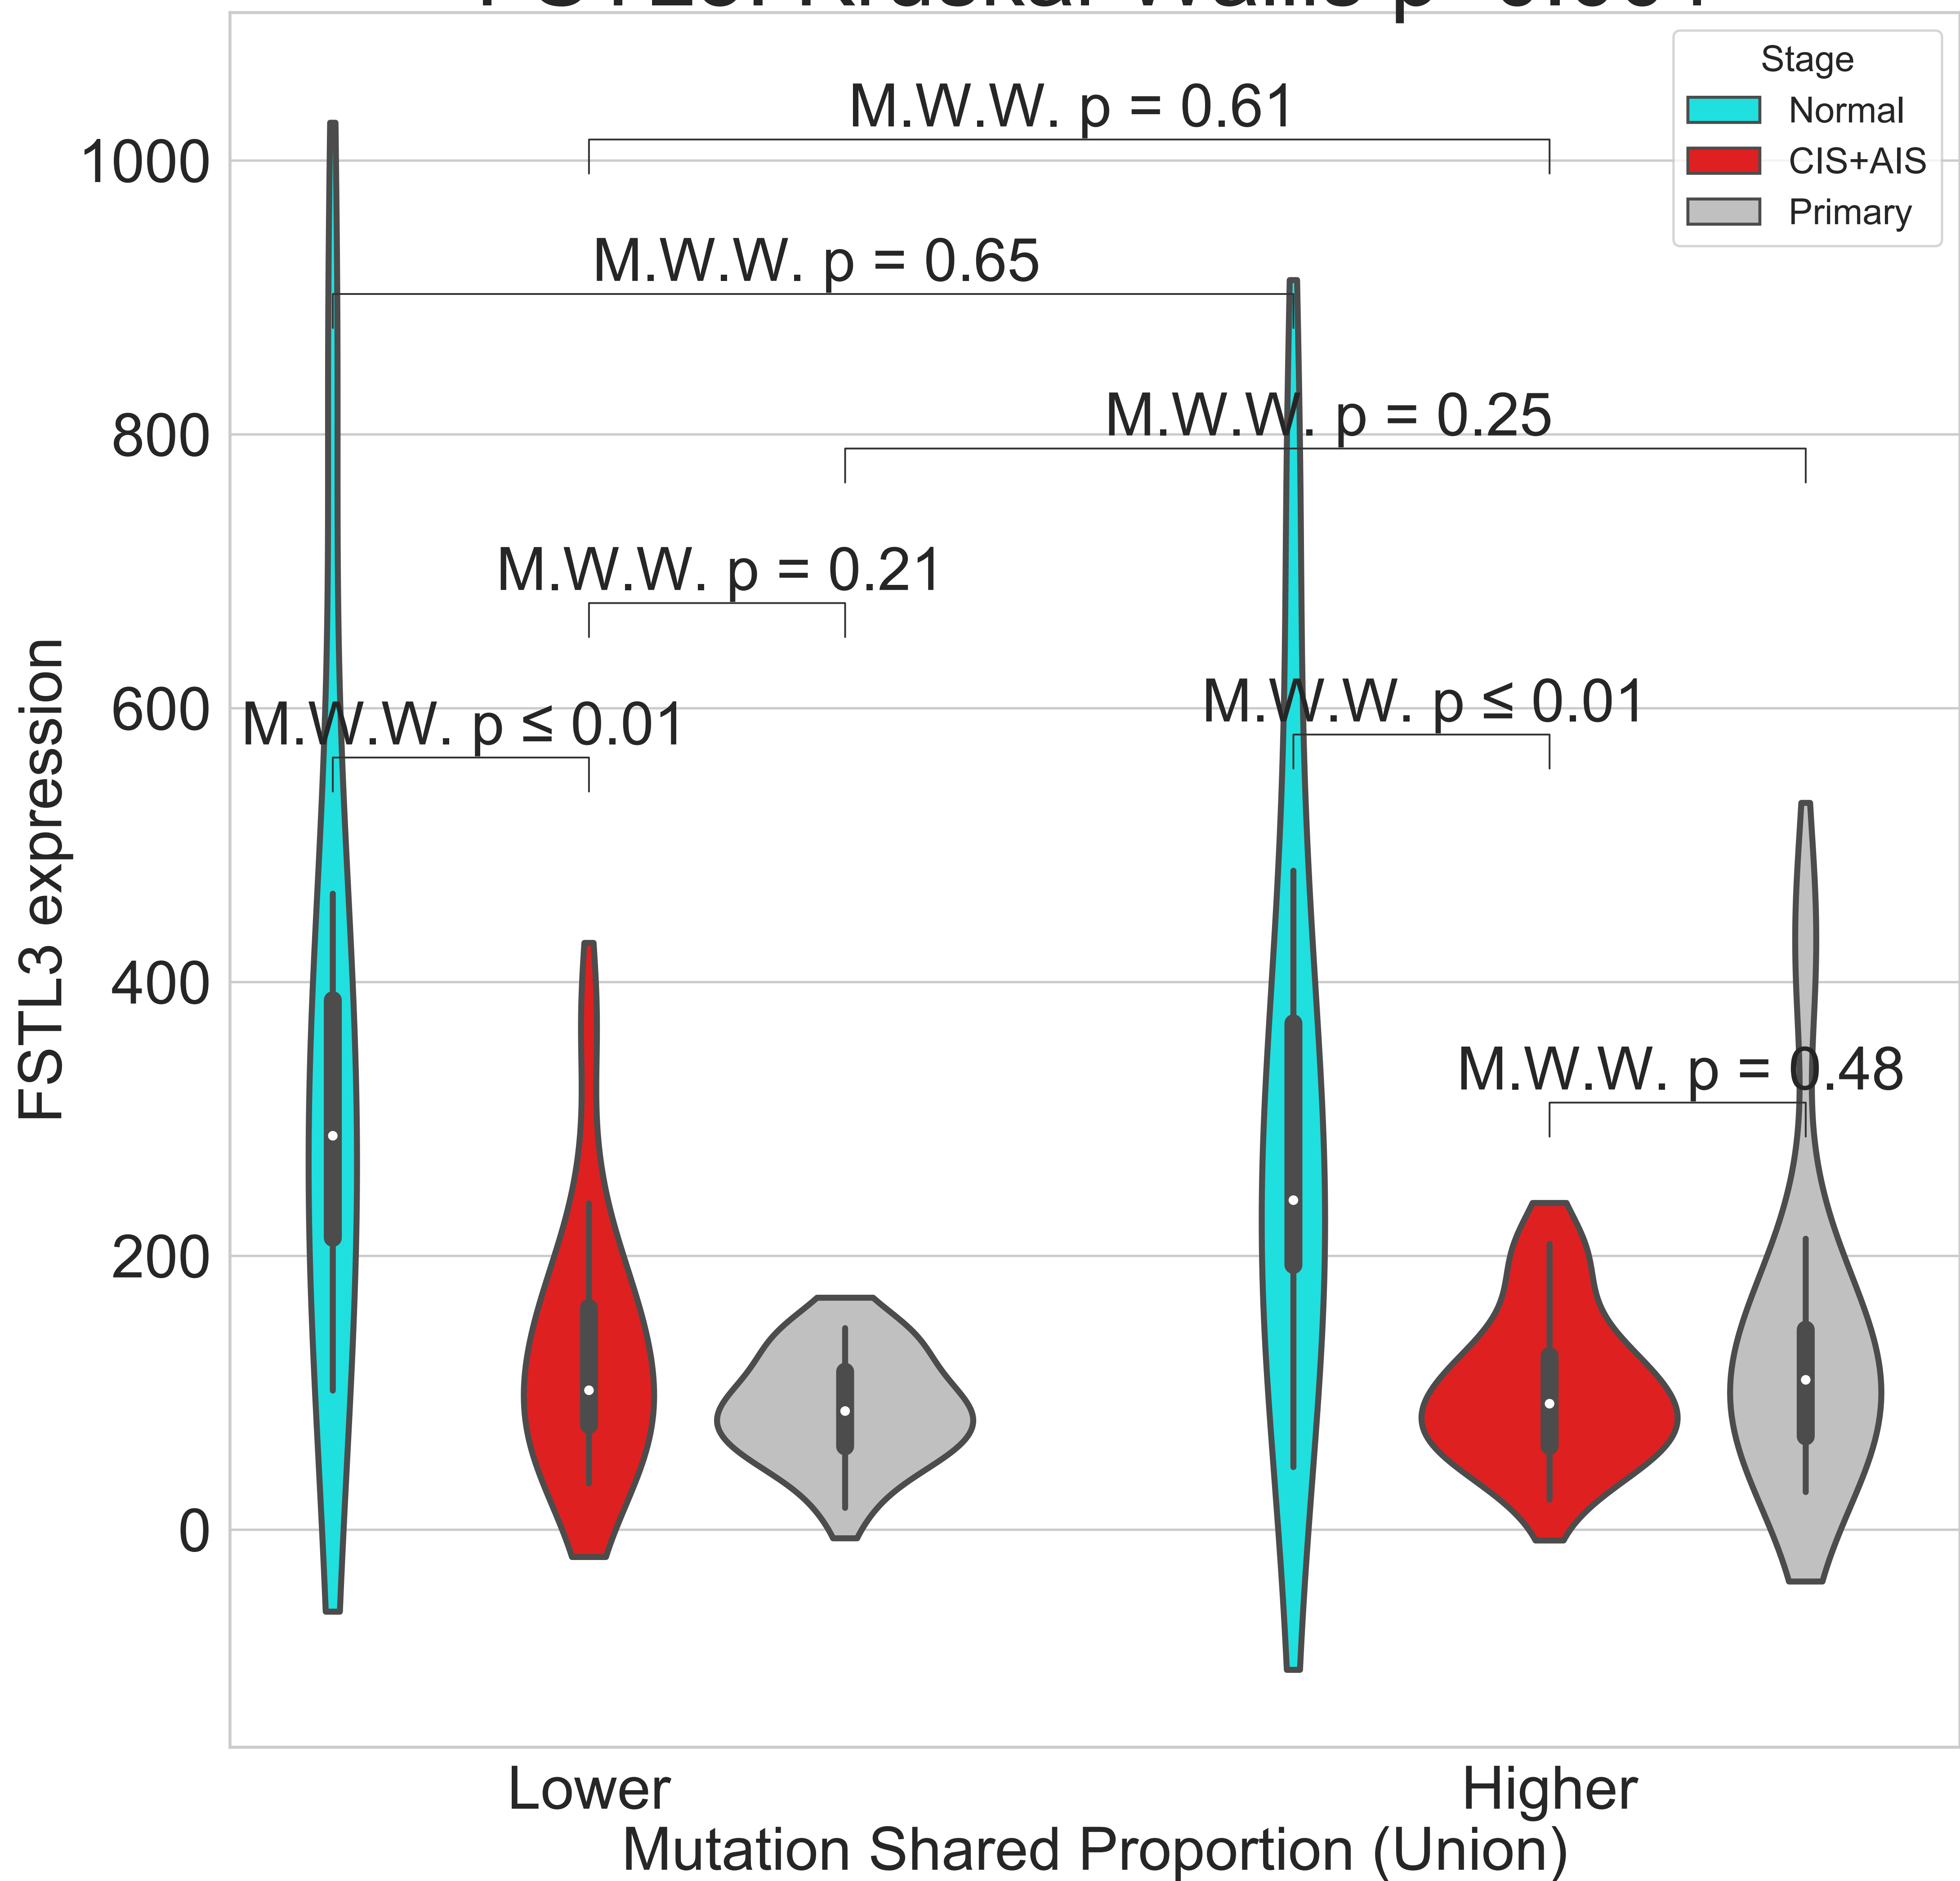 Stage
Normal
CIS+AIS
Primary
M.W.W. p = 0.61
M.W.W. p = 0.65
M.W.W. p = 0.25
M.W.W. p = 0.21
M.W.W. p ≤ 0.01
M.W.W. p ≤ 0.01
M.W.W. p = 0.48
1000
800
600
400
200
0
FSTL3 expression
Lower
Higher
Mutation Shared Proportion (Union)